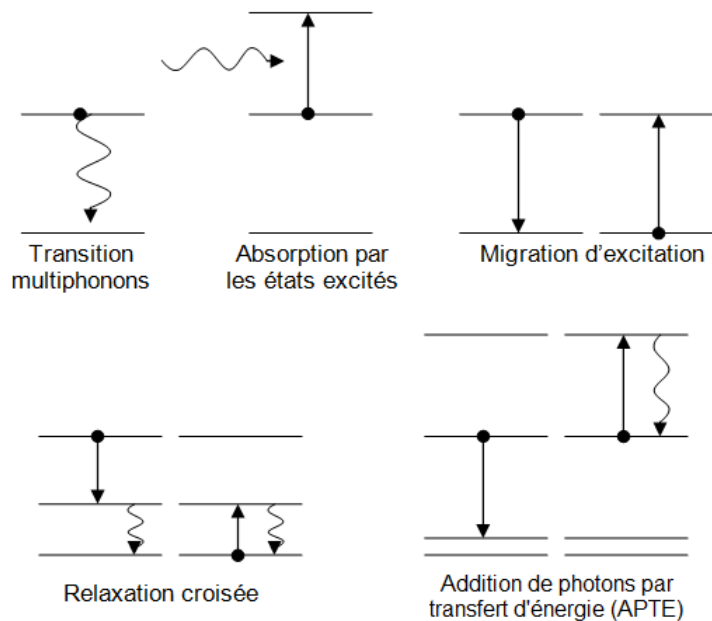 Transition
multiphonons
Absorption par
les états excités
Migration d'excitation
Relaxation croisée
Addition de photons par
transfert d'énergie (APTE)